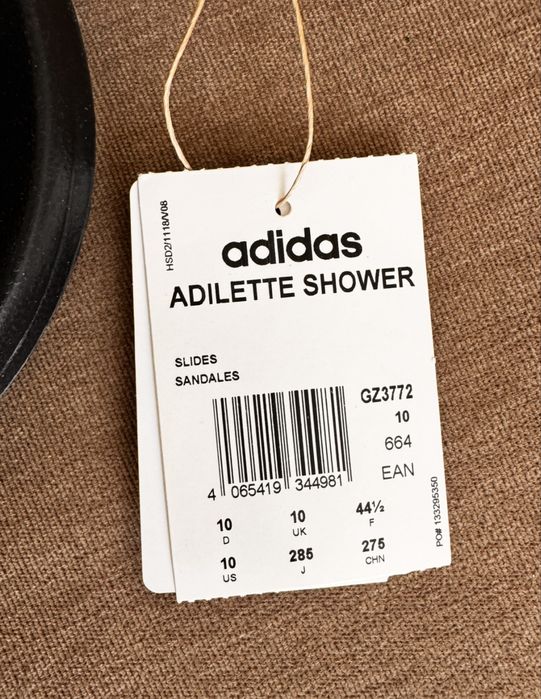 HSD2/1118/V08
adidas
ADILETTE SHOWER
SLIDES
SANDALES
GZ3772
10
664
EAN
4 065419 344981
10 10 44½
D UK F
10 285 275
US J CHN
PO# 133295350